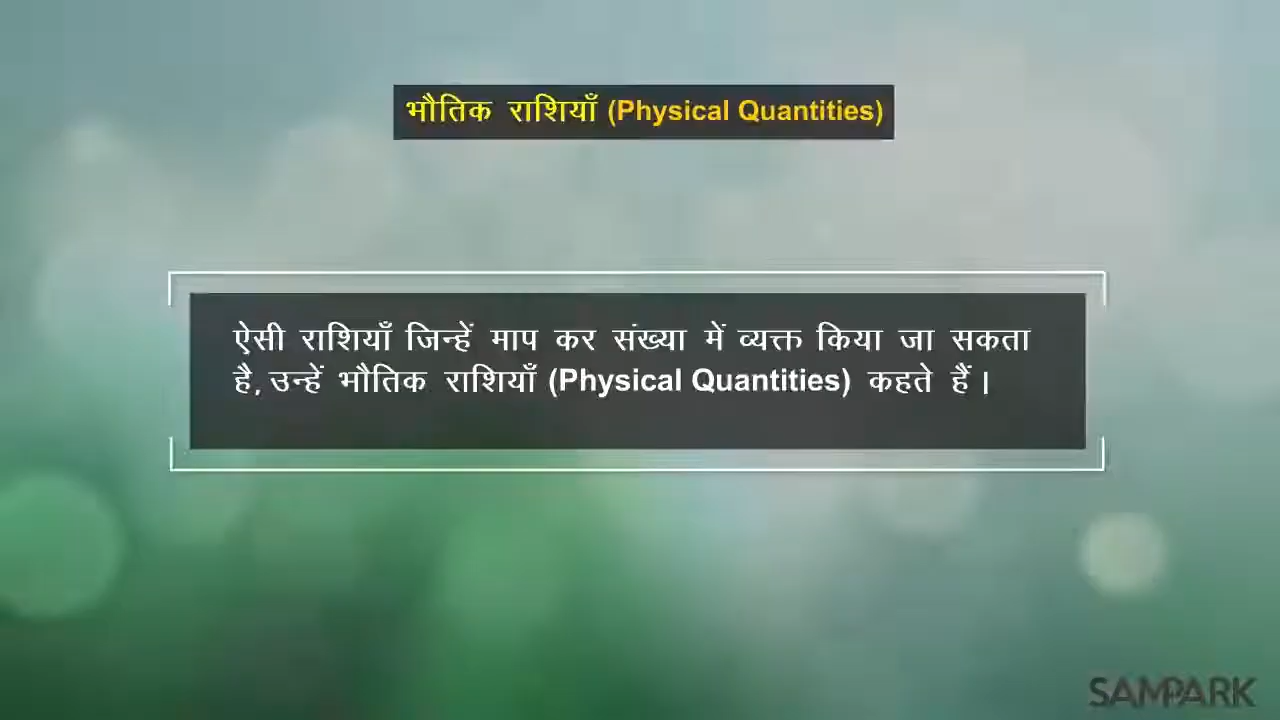 भौतिक राशियाँ (Physical Quantities)
ऐसी राशियाँ जिन्हें माप कर संख्या में व्यक्त किया जा सकता
है, उन्हें भौतिक राशियाँ (Physical Quantities) कहते हैं।
SAMPARK